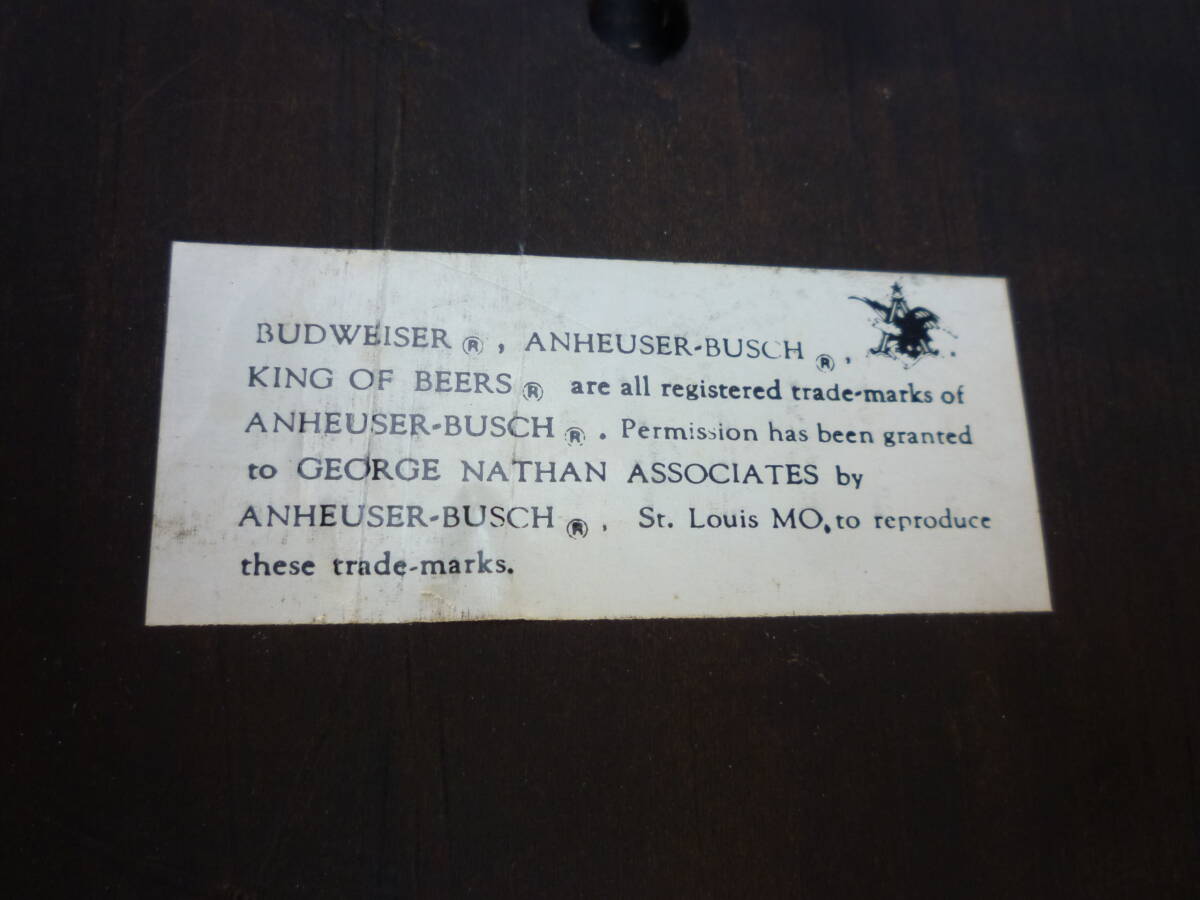 BUDWEISER ® , ANHEUSER-BUSCH ® , .
KING OF BEERS ® are all registered trade-marks of
ANHEUSER-BUSCH ® . Permission has been granted
to GEORGE NATHAN ASSOCIATES by
ANHEUSER-BUSCH ® , St. Louis MO, to reproduce
these trade-marks.